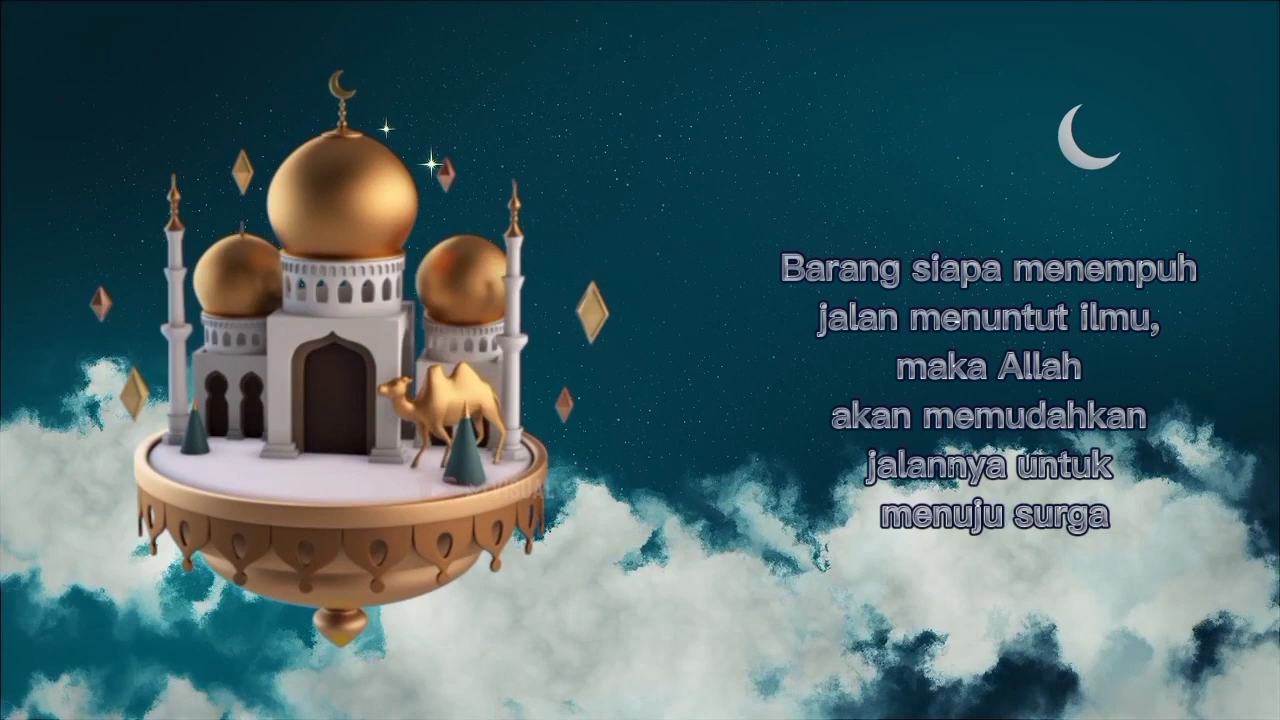 Barang siapa menempuh
jalan menuntut ilmu,
maka Allah
akan memudahkan
jalannya untuk
menuju surga